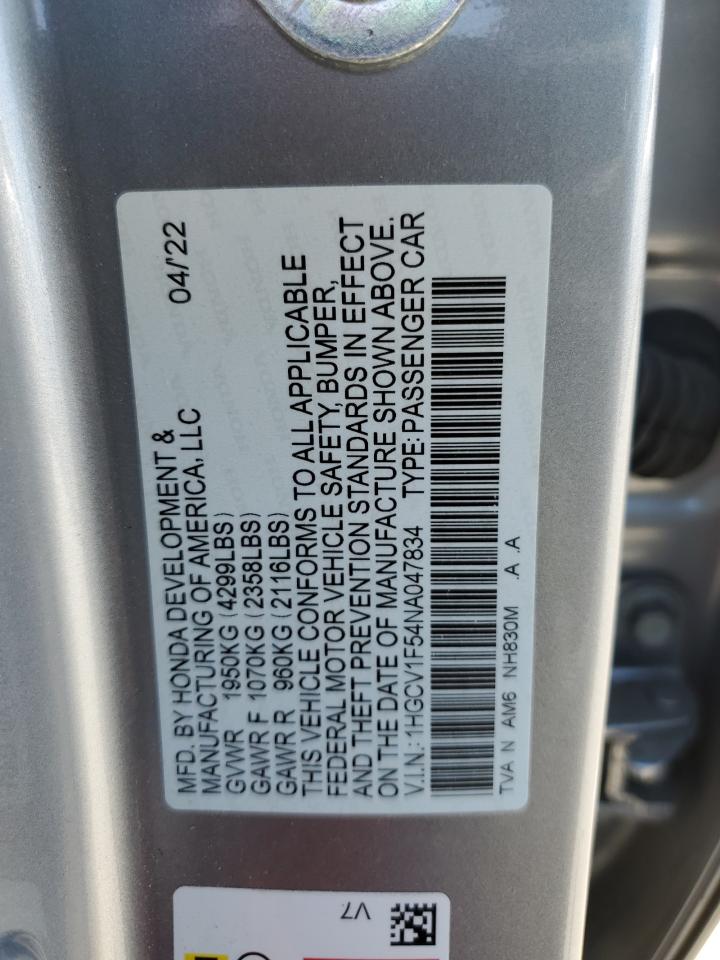 MFD. BY HONDA DEVELOPMENT & 04/'22
MANUFACTURING OF AMERICA, LLC
GVWR 1950KG (4299LBS)
GAWR F 1070KG (2358LBS)
GAWR R 960KG (2116LBS)
THIS VEHICLE CONFORMS TO ALL APPLICABLE
FEDERAL MOTOR VEHICLE SAFETY, BUMPER,
AND THEFT PREVENTION STANDARDS IN EFFECT
ON THE DATE OF MANUFACTURE SHOWN ABOVE.
V.I.N.: 1HGCV1F54NA047834 TYPE: PASSENGER CAR
TVA N AM6 NH830M .A .A
V7